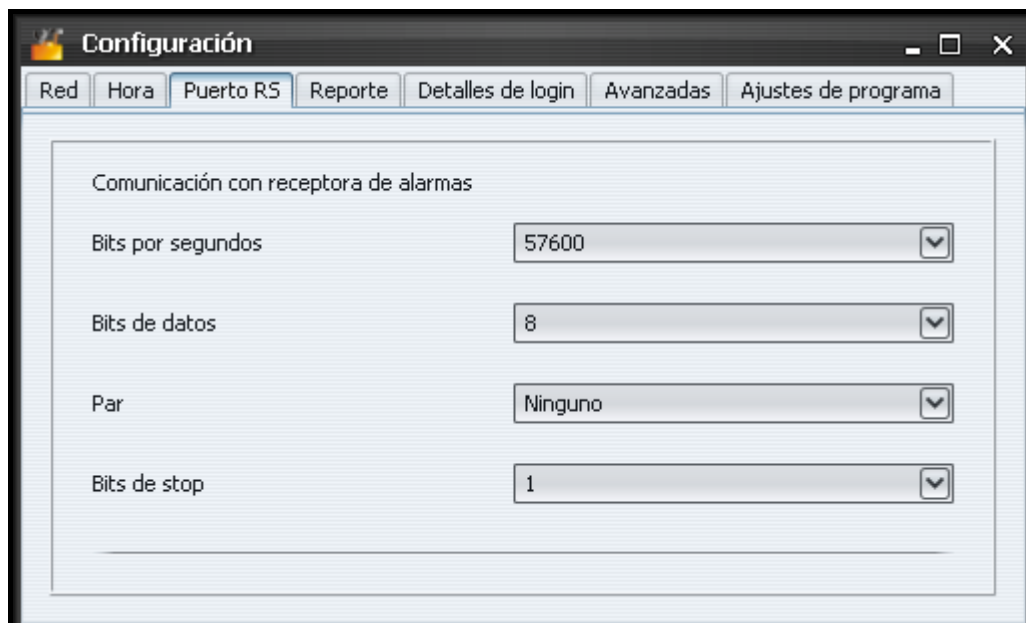 Configuración
Red Hora Puerto RS Reporte Detalles de login Avanzadas Ajustes de programa
Comunicación con receptora de alarmas
Bits por segundos 57600
Bits de datos 8
Par Ninguno
Bits de stop 1